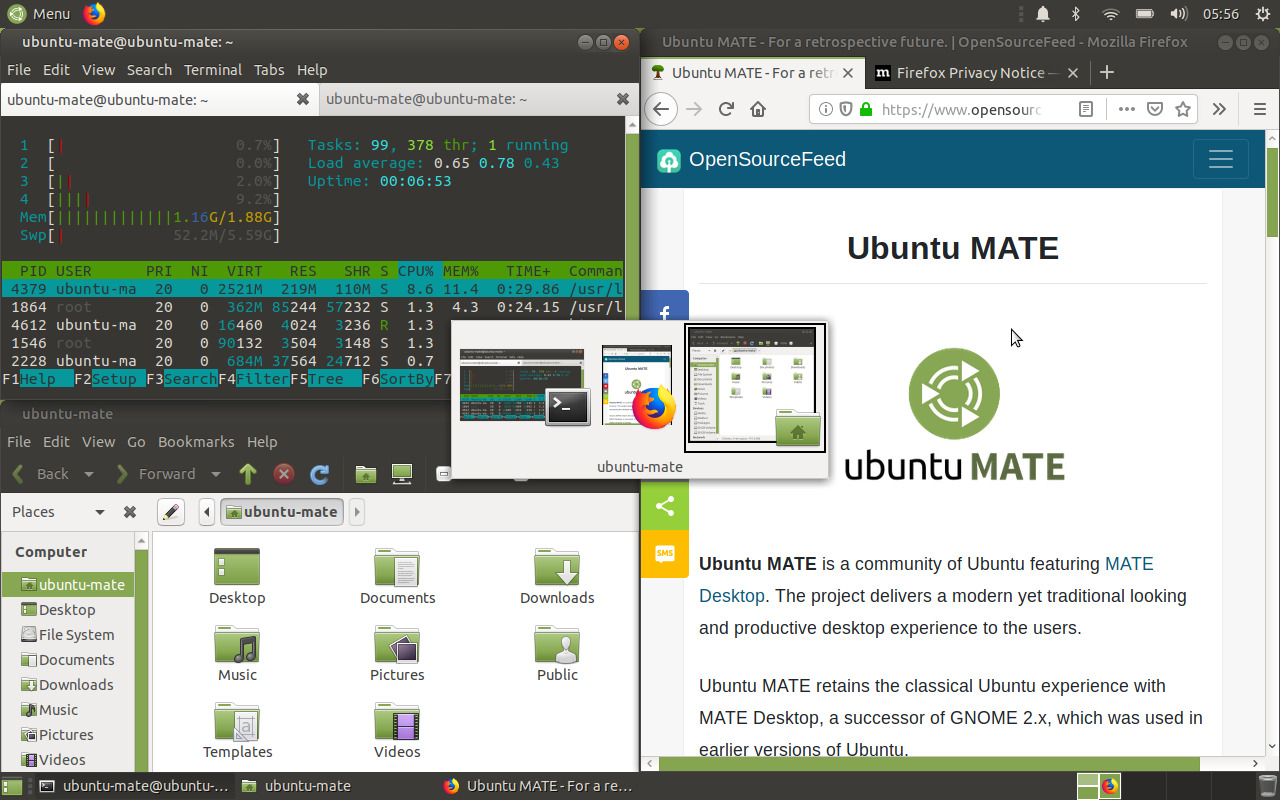 Menu
05:56
ubuntu-mate@ubuntu-mate: ~
File Edit View Search Terminal Tabs Help
ubuntu-mate@ubuntu-mate: ~
ubuntu-mate@ubuntu-mate: ~
1 [| 0.7%] Tasks: 99, 378 thr; 1 running
2 [ 0.0%] Load average: 0.65 0.78 0.43
3 [|| 2.0%] Uptime: 00:06:53
4 [|||| 9.2%]
Mem[|||||||||||||1.16G/1.88G]
Swp[| 52.2M/5.59G]
PID USER PRI NI VIRT RES SHR S CPU% MEM% TIME+ Comman
4379 ubuntu-ma 20 0 2521M 219M 110M S 8.6 11.4 0:29.86 /usr/l
1864 root 20 0 362M 85244 57232 S 1.3 4.3 0:24.15 /usr/l
4612 ubuntu-ma 20 0 16460 4024 3236 R 1.3
1546 root 20 0 90132 3504 3148 S 1.3
2228 ubuntu-ma 20 0 684M 37564 24712 S 0.7
F1Help F2Setup F3SearchF4FilterF5Tree F6SortByF7
ubuntu-mate
ubuntu-mate
File Edit View Go Bookmarks Help
Back Forward
Places
ubuntu-mate
Computer
ubuntu-mate
Desktop
File System
Documents
Downloads
Music
Pictures
Videos
Desktop Documents Downloads
Music Pictures Public
Templates Videos
Ubuntu MATE - For a retrospective future. | OpenSourceFeed - Mozilla Firefox
Ubuntu MATE - For a retr
m Firefox Privacy Notice —
https://www.opensourc
OpenSourceFeed
Ubuntu MATE
f
ubuntu MATE
SMS
Ubuntu MATE is a community of Ubuntu featuring MATE
Desktop. The project delivers a modern yet traditional looking
and productive desktop experience to the users.
Ubuntu MATE retains the classical Ubuntu experience with
MATE Desktop, a successor of GNOME 2.x, which was used in
earlier versions of Ubuntu.
ubuntu-mate@ubuntu-...
ubuntu-mate
Ubuntu MATE - For a re...